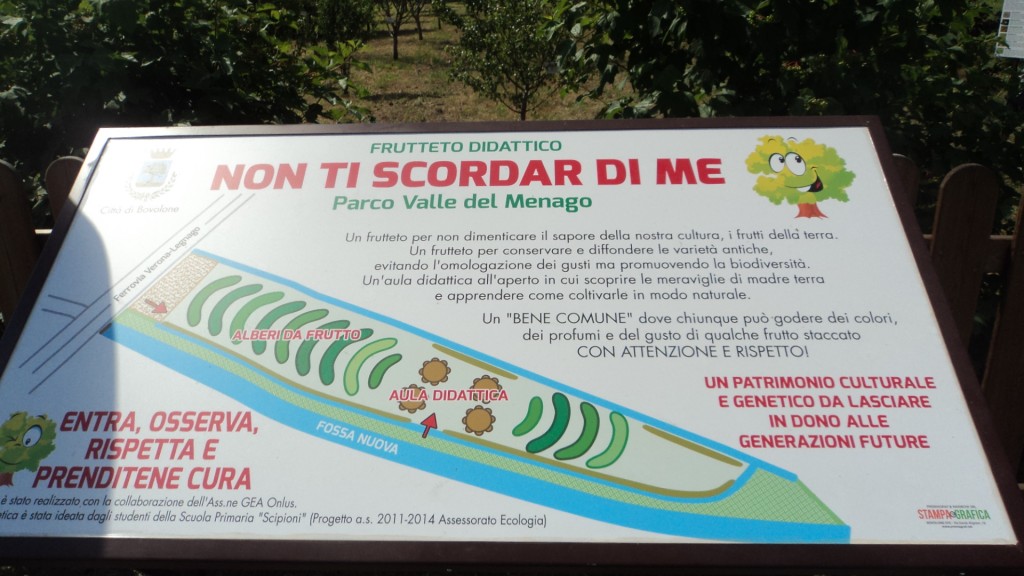 FRUTTETO DIDATTICO
NON TI SCORDAR DI ME
Parco Valle del Menago
Città di Bovolone
Un frutteto per non dimenticare il sapore della nostra cultura, i frutti della terra.
Un frutteto per conservare e diffondere le varietà antiche,
evitando l'omologazione dei gusti ma promuovendo la biodiversità.
Un'aula didattica all'aperto in cui scoprire le meraviglie di madre terra
e apprendere come coltivarle in modo naturale.
Un "BENE COMUNE" dove chiunque può godere dei colori,
dei profumi e del gusto di qualche frutto staccato
CON ATTENZIONE E RISPETTO!
Ferrovia Verona-Legnago
ALBERI DA FRUTTO
AULA DIDATTICA
FOSSA NUOVA
UN PATRIMONIO CULTURALE
E GENETICO DA LASCIARE
IN DONO ALLE
GENERAZIONI FUTURE
ENTRA, OSSERVA,
RISPETTA E
PRENDITENE CURA
è stato realizzato con la collaborazione dell'Ass.ne GEA Onlus.
è stata ideata dagli studenti della Scuola Primaria "Scipioni" (Progetto a.s. 2011-2014 Assessorato Ecologia)
STAMPA GRAFICA